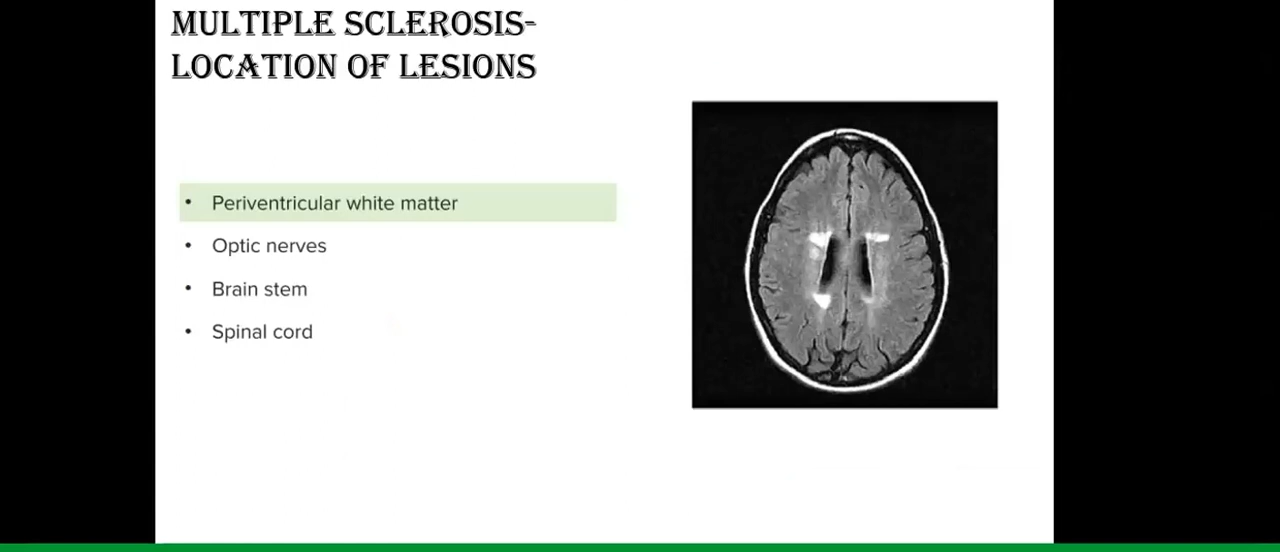 MULTIPLE SCLEROSIS-
LOCATION OF LESIONS
• Periventricular white matter
• Optic nerves
• Brain stem
• Spinal cord